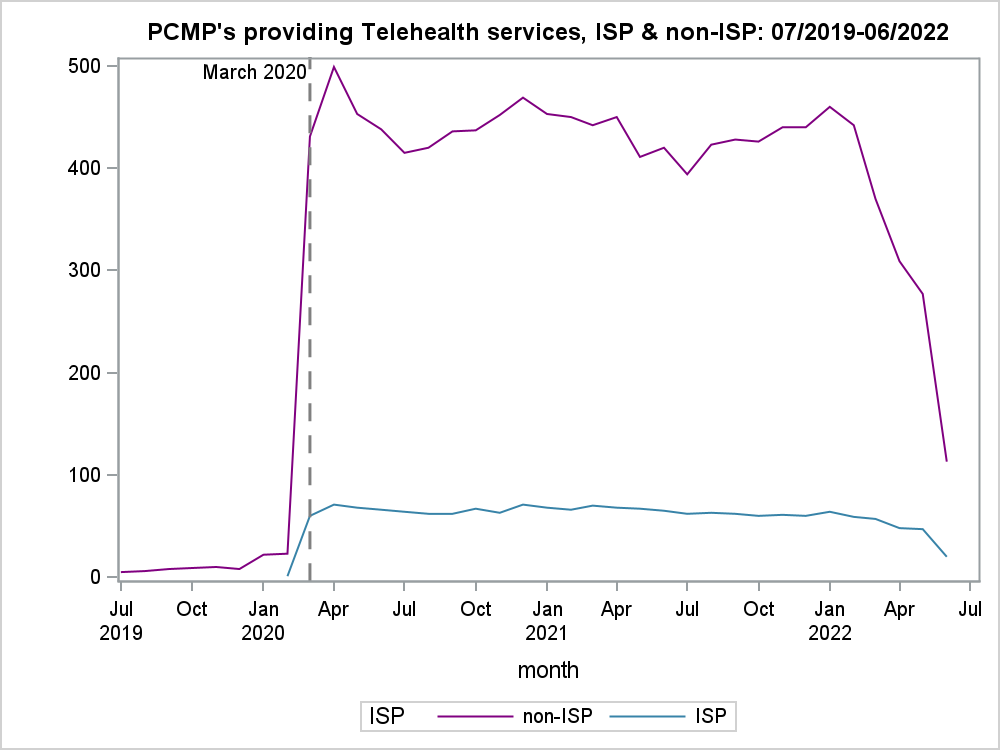 PCMP's providing Telehealth services, ISP & non-ISP: 07/2019-06/2022
March 2020
500
400
300
200
100
0
Jul Oct Jan Apr Jul Oct Jan Apr Jul Oct Jan Apr Jul
2019 2020 2021 2022
month
ISP non-ISP ISP